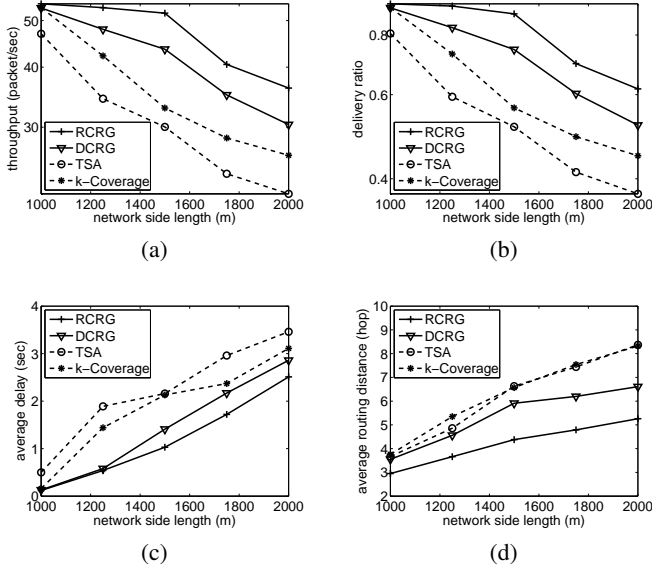 throughput (packet/sec)
50
40
30
RCRG
DCRG
TSA
k−Coverage
1000 1200 1400 1600 1800 2000
network side length (m)
(a)
delivery ratio
0.8
0.6
0.4
RCRG
DCRG
TSA
k−Coverage
1000 1200 1400 1600 1800 2000
network side length (m)
(b)
average delay (sec)
4
3
2
1
0
RCRG
DCRG
TSA
k−Coverage
1000 1200 1400 1600 1800 2000
network side length (m)
(c)
average routing distance (hop)
10
9
8
7
6
5
4
3
2
RCRG
DCRG
TSA
k−Coverage
1000 1200 1400 1600 1800 2000
network side length (m)
(d)